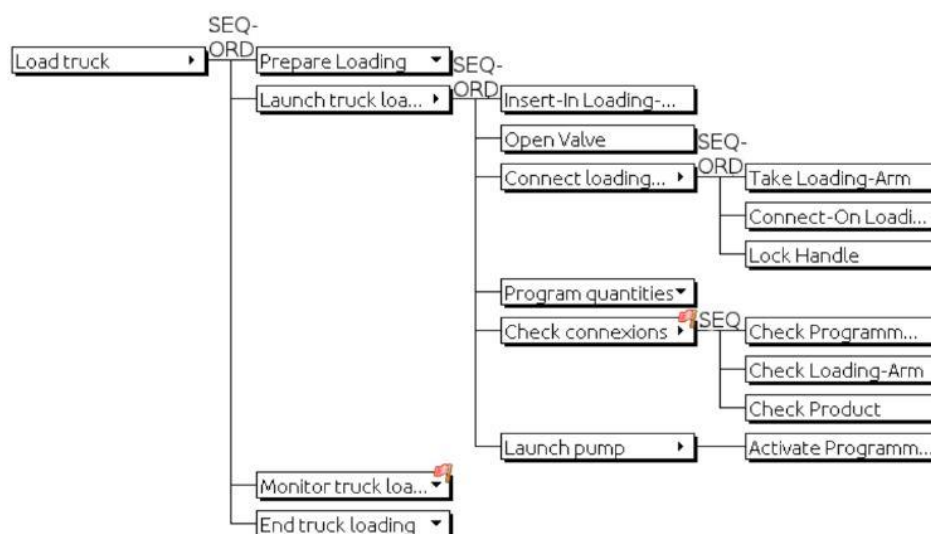 SEQ-
ORD
Load truck
Prepare Loading
SEQ-
ORD
Launch truck loa...
Insert-In Loading-...
Open Valve
SEQ-
ORD
Connect loading...
Take Loading-Arm
Connect-On Loadi...
Lock Handle
Program quantities
Check connexions
SEQ
Check Programm...
Check Loading-Arm
Check Product
Launch pump
Activate Programm...
Monitor truck loa...
End truck loading